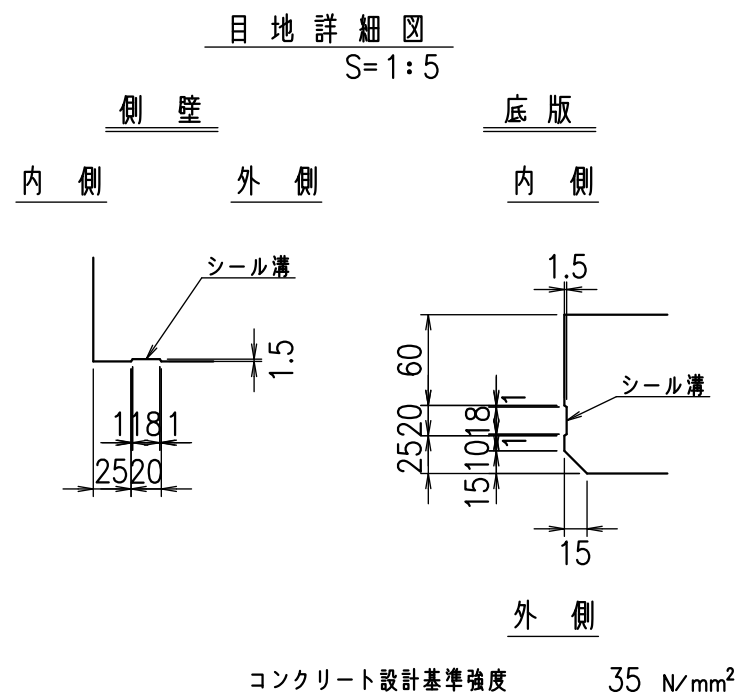 目地詳細図
S=1:5
側壁
底版
内側
外側
内側
シール溝
1.5
1
18
1
25
20
1.5
60
20
25
1
18
1
10
15
シール溝
15
外側
コンクリート設計基準強度 35 N/mm²